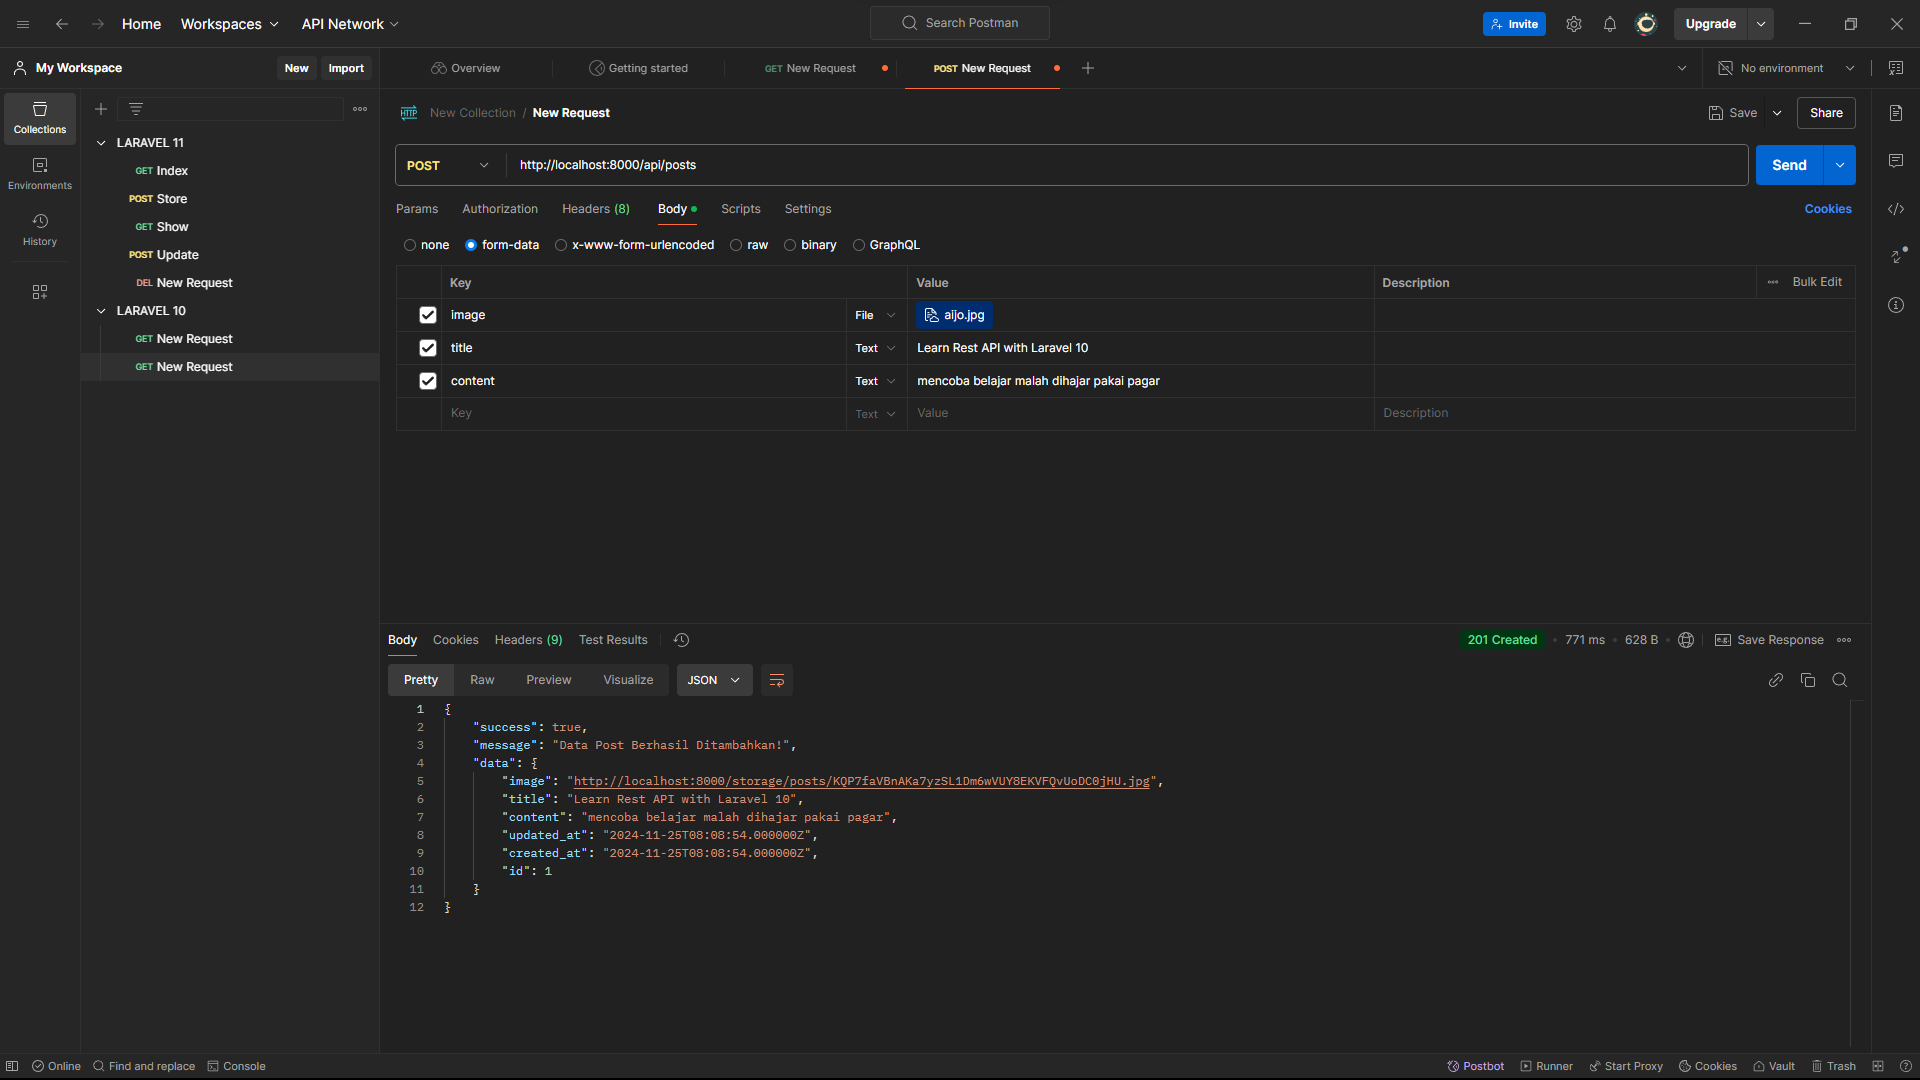 Home Workspaces API Network Search Postman Invite Upgrade
My Workspace New Import Overview Getting started GET New Request POST New Request No environment
Collections
Environments
History
LARAVEL 11
GET Index
POST Store
GET Show
POST Update
DEL New Request
LARAVEL 10
GET New Request
GET New Request
HTTP New Collection / New Request Save Share
POST http://localhost:8000/api/posts Send
Params Authorization Headers (8) Body Scripts Settings Cookies
none form-data x-www-form-urlencoded raw binary GraphQL
Key Value Description Bulk Edit
image File aijo.jpg
title Text Learn Rest API with Laravel 10
content Text mencoba belajar malah dihajar pakai pagar
Key Text Value Description
Body Cookies Headers (9) Test Results 201 Created 771 ms 628 B e.g. Save Response
Pretty Raw Preview Visualize JSON
1 {
2 "success": true,
3 "message": "Data Post Berhasil Ditambahkan!",
4 "data": {
5 "image": "http://localhost:8000/storage/posts/KQP7faVBnAKa7yzSL1Dm6wVUY8EKVFQvUoDC0jHU.jpg",
6 "title": "Learn Rest API with Laravel 10",
7 "content": "mencoba belajar malah dihajar pakai pagar",
8 "updated_at": "2024-11-25T08:08:54.000000Z",
9 "created_at": "2024-11-25T08:08:54.000000Z",
10 "id": 1
11 }
12 }
Online Find and replace Console Postbot Runner Start Proxy Cookies Vault Trash